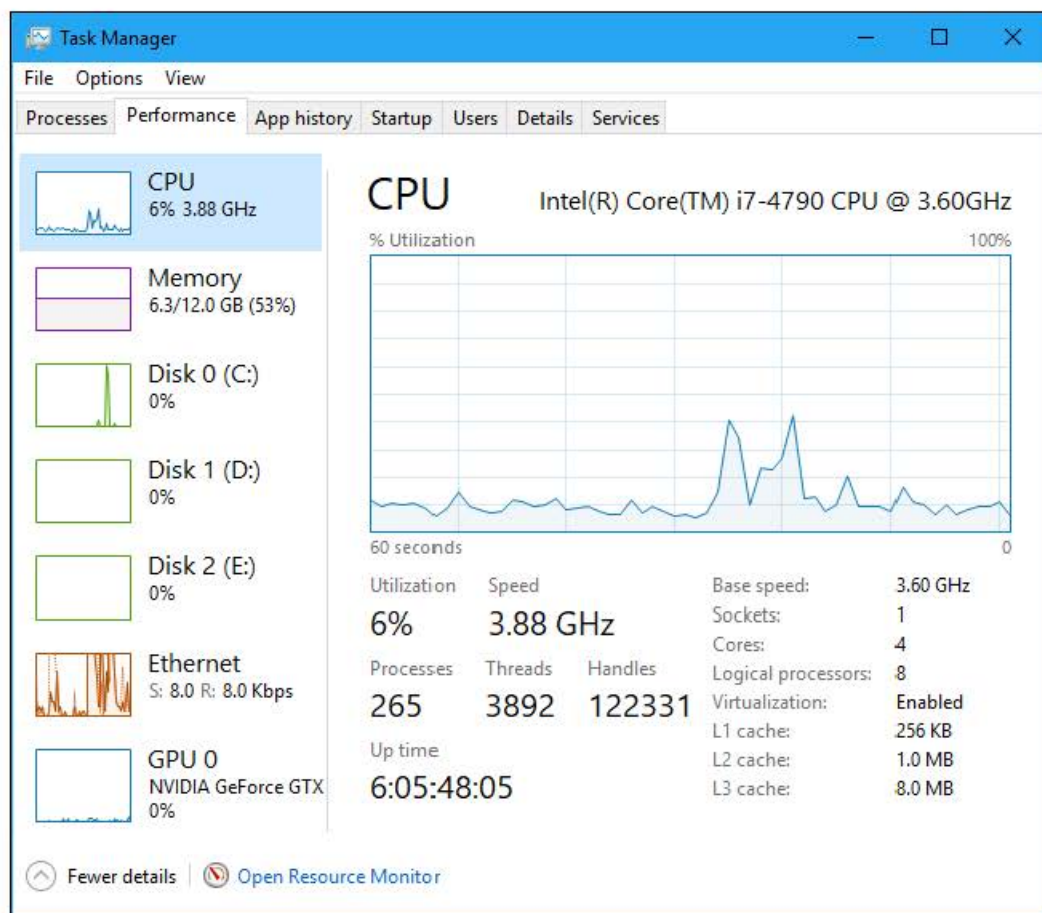 Task Manager
File Options View
Processes Performance App history Startup Users Details Services
CPU
6% 3.88 GHz
Memory
6.3/12.0 GB (53%)
Disk 0 (C:)
0%
Disk 1 (D:)
0%
Disk 2 (E:)
0%
Ethernet
S: 8.0 R: 8.0 Kbps
GPU 0
NVIDIA GeForce GTX
0%
CPU Intel(R) Core(TM) i7-4790 CPU @ 3.60GHz
% Utilization 100%
60 seconds 0
Utilization Speed
6% 3.88 GHz
Processes Threads Handles
265 3892 122331
Up time
6:05:48:05
Base speed: 3.60 GHz
Sockets: 1
Cores: 4
Logical processors: 8
Virtualization: Enabled
L1 cache: 256 KB
L2 cache: 1.0 MB
L3 cache: 8.0 MB
Fewer details Open Resource Monitor